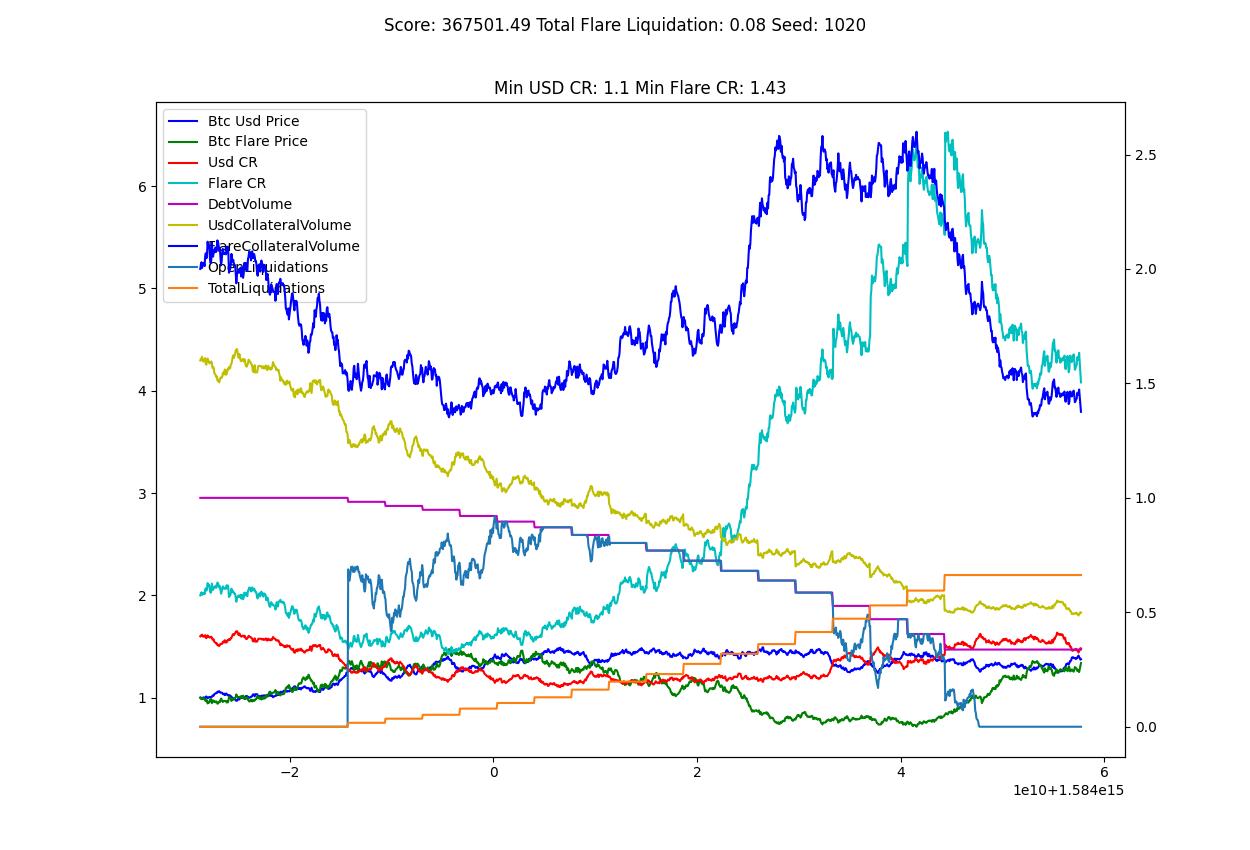 Score: 367501.49 Total Flare Liquidation: 0.08 Seed: 1020
Min USD CR: 1.1 Min Flare CR: 1.43
Btc Usd Price
Btc Flare Price
Usd CR
Flare CR
DebtVolume
UsdCollateralVolume
FlareCollateralVolume
OpenLiquidations
TotalLiquidations
6
5
4
3
2
1
2.5
2.0
1.5
1.0
0.5
0.0
−2
0
2
4
6
1e10+1.584e15